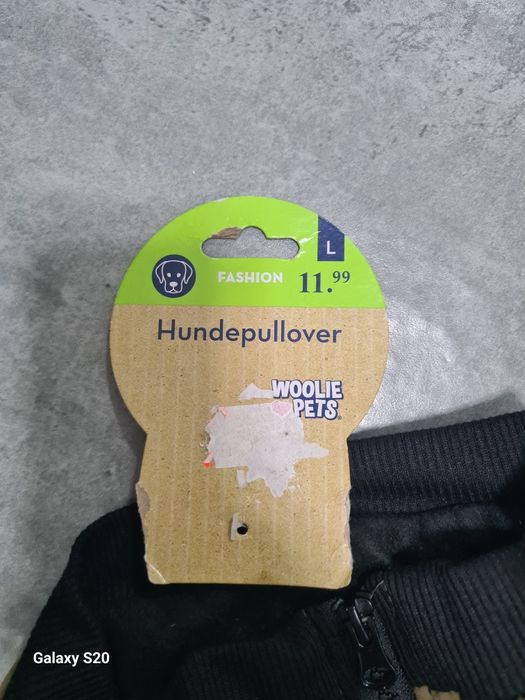 L
FASHION 11.99
Hundepullover
WOOLIE
PETS®
Galaxy S20